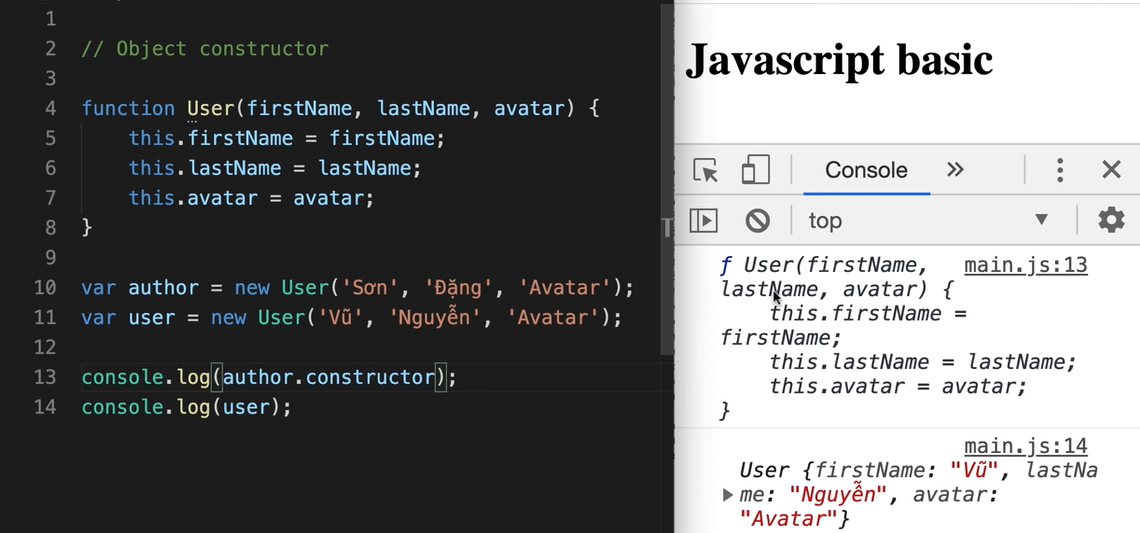 1
2 // Object constructor
3
4 function User(firstName, lastName, avatar) {
5 this.firstName = firstName;
6 this.lastName = lastName;
7 this.avatar = avatar;
8 }
9
10 var author = new User('Sơn', 'Đặng', 'Avatar');
11 var user = new User('Vũ', 'Nguyễn', 'Avatar');
12
13 console.log(author.constructor);
14 console.log(user);
T
Javascript basic
Console
top
ƒ User(firstName, main.js:13
lastName, avatar) {
this.firstName =
firstName;
this.lastName = lastName;
this.avatar = avatar;
}
main.js:14
User {firstName: "Vũ", lastNa
me: "Nguyễn", avatar:
"Avatar"}